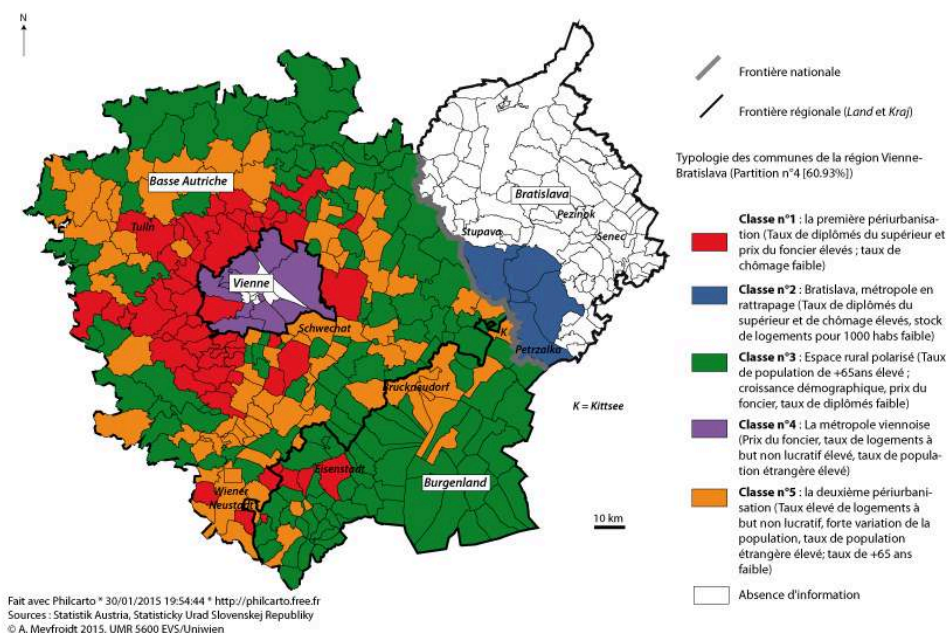 N
Basse Autriche
Tulln
Vienne
Schwechat
Bratislava
Pezinok
Stupava
Senec
K
Petrzalka
Bruckneudorf
Eisenstadt
Wiener
Neustadt
Burgenland
K = Kittsee
10 km
Frontière nationale
Frontière régionale (Land et Kraj)
Typologie des communes de la région Vienne-
Bratislava (Partition n°4 [60.93%])
Classe n°1 : la première périurbani-
sation (Taux de diplômés du supérieur et
prix du foncier élevés ; taux de
chômage faible)
Classe n°2 : Bratislava, métropole en
rattrapage (Taux de diplômés du
supérieur et de chômage élevés, stock
de logements pour 1000 habs faible)
Classe n°3 : Espace rural polarisé (Taux
de population de +65ans élevé ;
croissance démographique, prix du
foncier, taux de diplômés faible)
Classe n°4 : La métropole viennoise
(Prix du foncier, taux de logements à
but non lucratif élevé, taux de popula-
tion étrangère élevé)
Classe n°5 : la deuxième périurbani-
sation (Taux élevé de logements à
but non lucratif, forte variation de la
population, taux de population
étrangère élevé; taux de +65 ans
faible)
Absence d'information
Fait avec Philcarto * 30/01/2015 19:54:44 * http://philcarto.free.fr
Sources : Statistik Austria, Statisticky Urad Slovenskej Republiky
© A. Meyfroidt 2015, UMR 5600 EVS/Uniwien